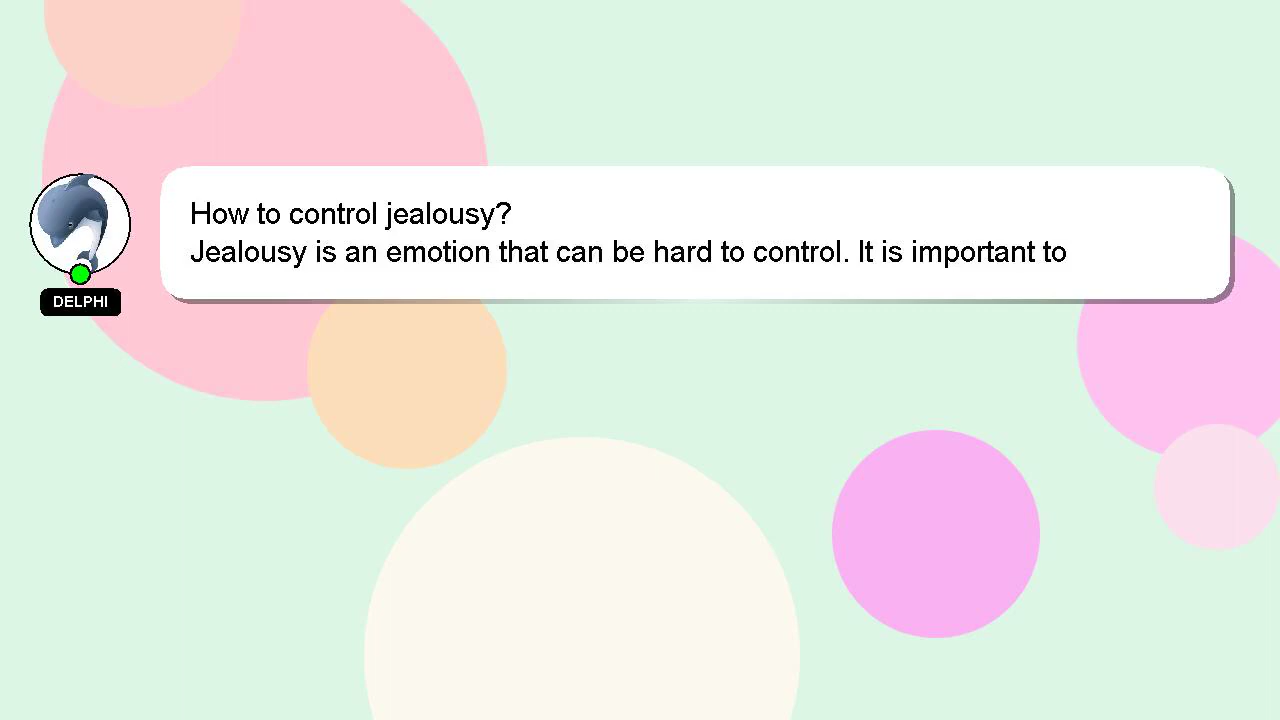 How to control jealousy?
Jealousy is an emotion that can be hard to control. It is important to
DELPHI